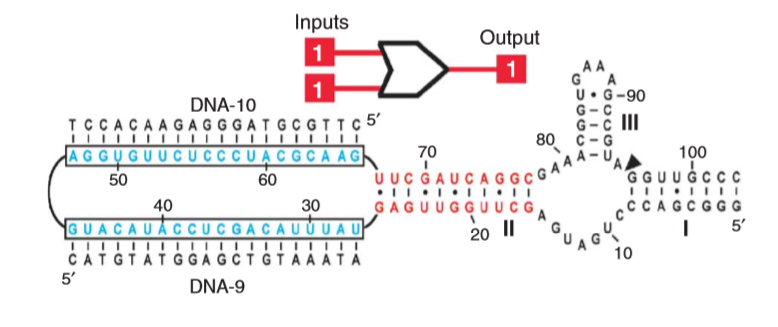 Inputs
1
1
Output
1
DNA-10
T C C A C A A G A G G G A T G C G T T C 5′
A G G U G U U C U C C C U A C G C A A G
50
60
40
30
G U A C A U A C C U C G A C A U U U A U
C A T G T A T G G A G C T G T A A A T A
5′
DNA-9
70
U U C G A U C A G G C
G A G U U G G U U C G
20
II
80
G A A A
C G G U
G A A A
G C C G U A
90
III
100
G G U U G C C C
C C A G C G G G
5′
I
A G U A G U C
10